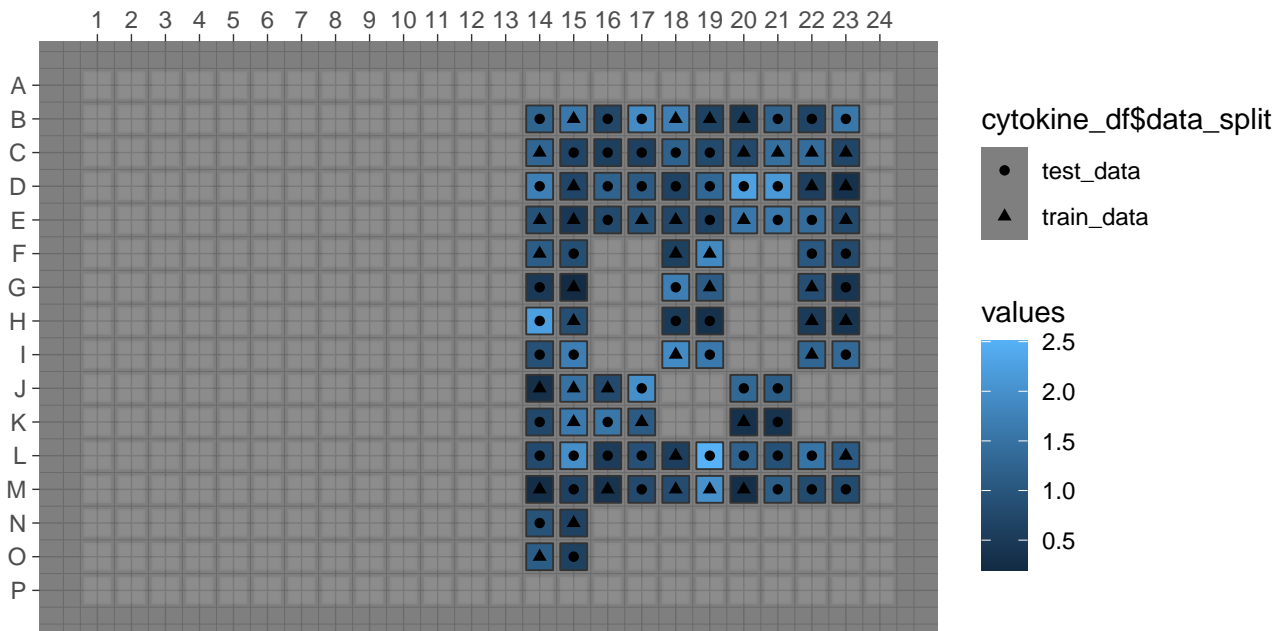 1 2 3 4 5 6 7 8 9 10 11 12 13 14 15 16 17 18 19 20 21 22 23 24
A
B
C
D
E
F
G
H
I
J
K
L
M
N
O
P
cytokine_df$data_split
test_data
train_data
values
2.5
2.0
1.5
1.0
0.5